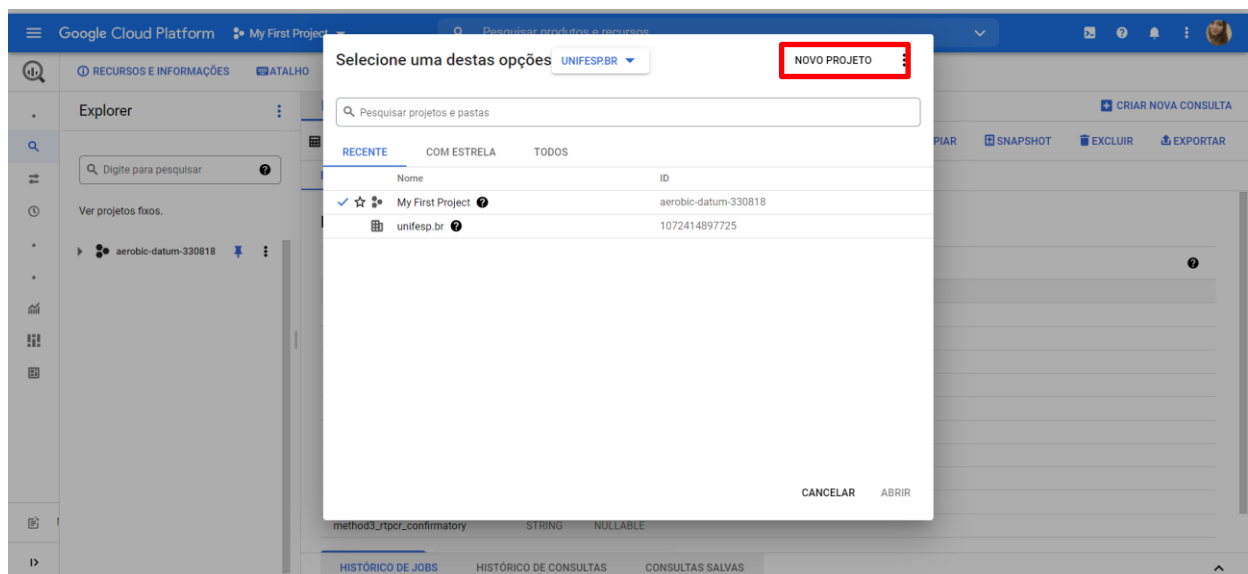 Google Cloud Platform My First Project Pesquisar produtos e recursos
RECURSOS E INFORMAÇÕES ATALHO
Explorer
Digite para pesquisar
Ver projetos fixos.
aerobic-datum-330818
Selecione uma destas opções UNIFESP.BR NOVO PROJETO
Pesquisar projetos e pastas
RECENTE COM ESTRELA TODOS
Nome ID
My First Project aerobic-datum-330818
unifesp.br 1072414897725
CANCELAR ABRIR
CRIAR NOVA CONSULTA
PIAR SNAPSHOT EXCLUIR EXPORTAR
method3_rtpcr_confirmatory STRING NULLABLE
HISTÓRICO DE JOBS HISTÓRICO DE CONSULTAS CONSULTAS SALVAS